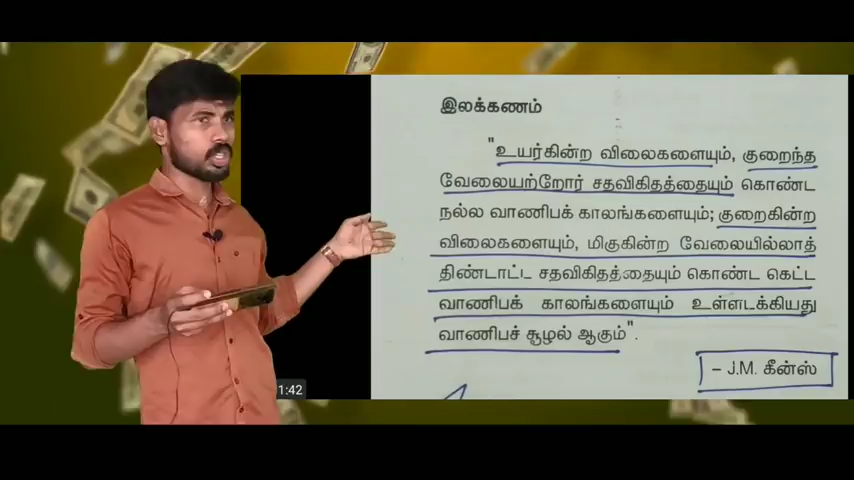 இலக்கணம்
"உயர்கின்ற விலைகளையும், குறைந்த
வேலையற்றோர் சதவிகிதத்தையும் கொண்ட
நல்ல வாணிபக் காலங்களையும்; குறைகின்ற
விலைகளையும், மிகுகின்ற வேலையில்லாத்
திண்டாட்ட சதவிகிதத்தையும் கொண்ட கெட்ட
வாணிபக் காலங்களையும் உள்ளடக்கியது
வாணிபச் சூழல் ஆகும்".
– J.M. கீன்ஸ்
1:42